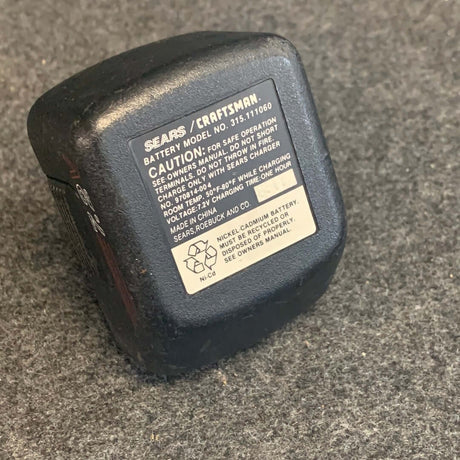 SEARS / CRAFTSMAN.
BATTERY MODEL NO. 315.111060
CAUTION: FOR SAFE OPERATION
SEE OWNERS MANUAL. DO NOT SHORT
TERMINALS. DO NOT THROW IN FIRE.
CHARGE ONLY WITH SEARS CHARGER
NO. 970814-004
ROOM TEMP. 50°F-80°F WHILE CHARGING
VOLTAGE:7.2V CHARGING TIME:ONE HOUR
MADE IN CHINA
SEARS, ROEBUCK AND CO.
NICKEL-CADMIUM BATTERY.
MUST BE RECYCLED OR
DISPOSED OF PROPERLY.
SEE OWNERS MANUAL.
Ni-Cd